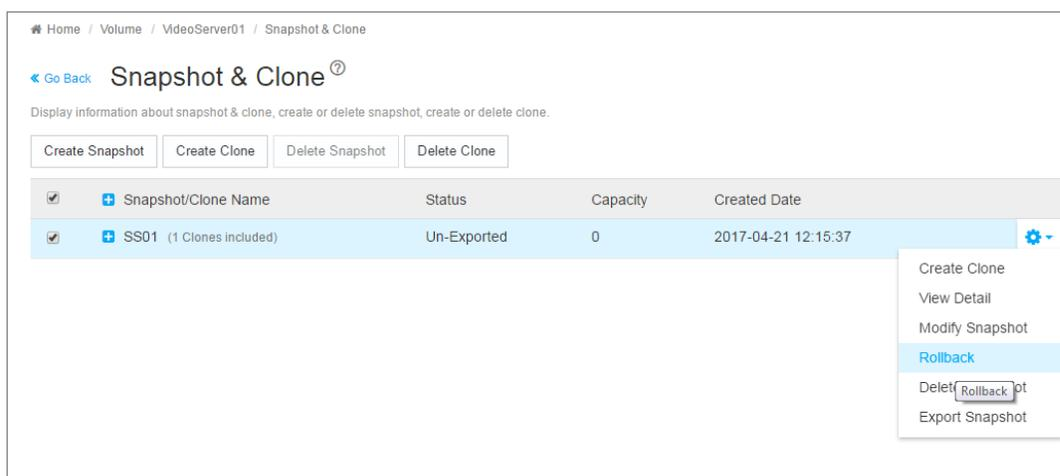 Home / Volume / VideoServer01 / Snapshot & Clone
« Go Back Snapshot & Clone ?
Display information about snapshot & clone, create or delete snapshot, create or delete clone.
Create Snapshot Create Clone Delete Snapshot Delete Clone
Snapshot/Clone Name Status Capacity Created Date
SS01 (1 Clones included) Un-Exported 0 2017-04-21 12:15:37
Create Clone
View Detail
Modify Snapshot
Rollback
Rollback
Export Snapshot